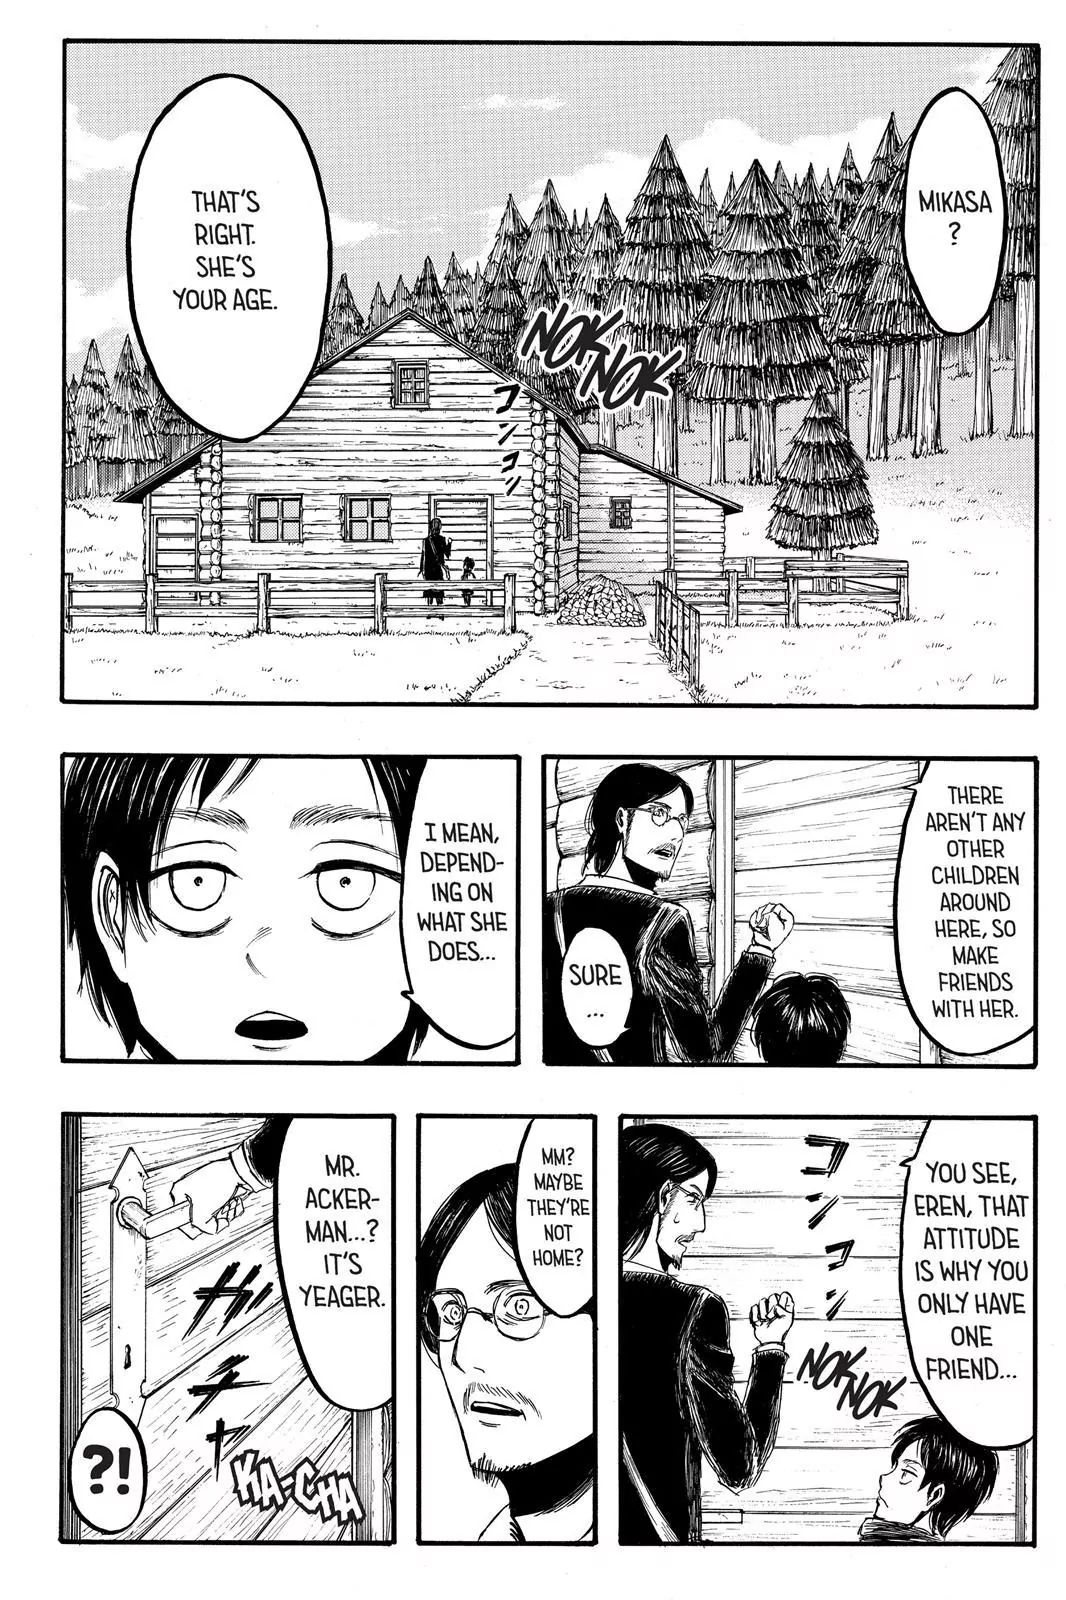 MIKASA
?
THAT'S
RIGHT.
SHE'S
YOUR AGE.
NOK
NOK
コン
コン
THERE
AREN'T ANY
OTHER
CHILDREN
AROUND
HERE, SO
MAKE
FRIENDS
WITH HER.
SURE
...
I MEAN,
DEPEND-
ING ON
WHAT SHE
DOES...
YOU SEE,
EREN, THAT
ATTITUDE
IS WHY YOU
ONLY HAVE
ONE
FRIEND...
コン
コン
NOK
NOK
MM?
MAYBE
THEY'RE
NOT
HOME?
MR.
ACKER-
MAN...?
IT'S
YEAGER.
ガチャ
KA-CHA
?!